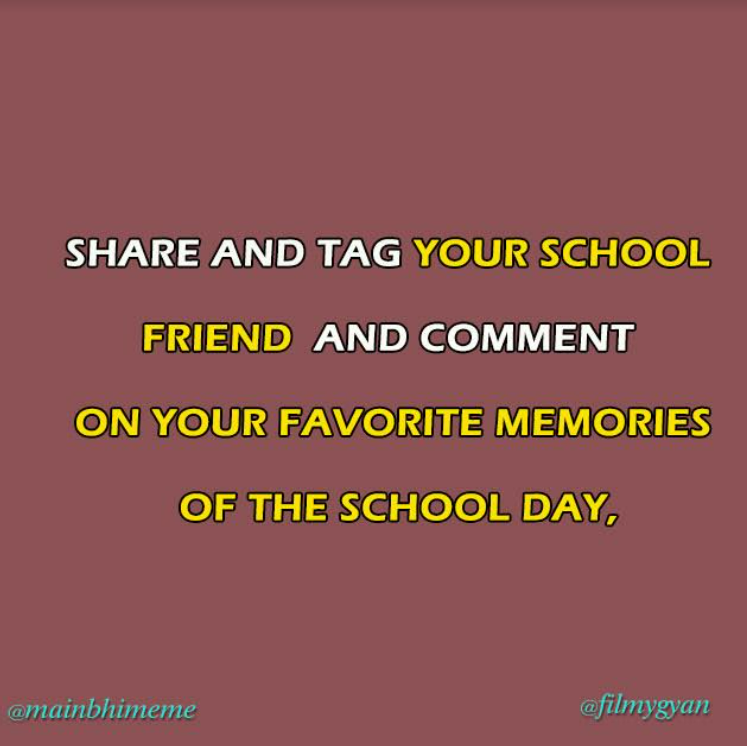 SHARE AND TAG YOUR SCHOOL
FRIEND AND COMMENT
ON YOUR FAVORITE MEMORIES
OF THE SCHOOL DAY,
@mainbhimeme
@filmygyan